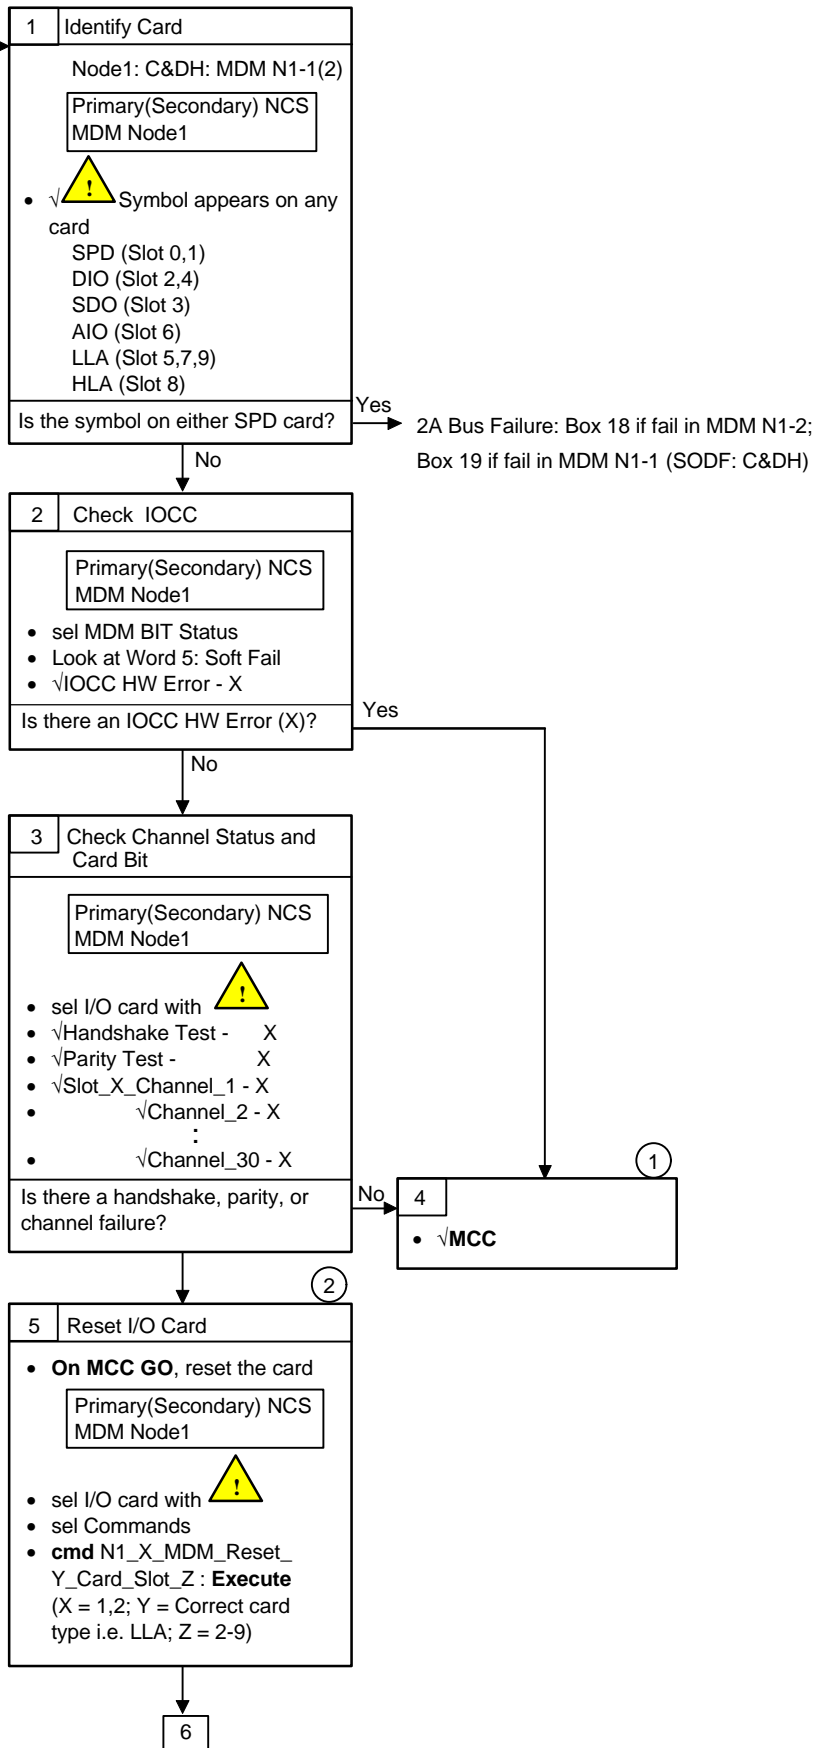 1 Identify Card
Node1: C&DH: MDM N1-1(2)
Primary(Secondary) NCS
MDM Node1
• √ ! Symbol appears on any
card
SPD (Slot 0,1)
DIO (Slot 2,4)
SDO (Slot 3)
AIO (Slot 6)
LLA (Slot 5,7,9)
HLA (Slot 8)
Is the symbol on either SPD card?
Yes
2A Bus Failure: Box 18 if fail in MDM N1-2;
Box 19 if fail in MDM N1-1 (SODF: C&DH)
No
2 Check IOCC
Primary(Secondary) NCS
MDM Node1
• sel MDM BIT Status
• Look at Word 5: Soft Fail
• √IOCC HW Error - X
Is there an IOCC HW Error (X)?
Yes
No
3 Check Channel Status and
Card Bit
Primary(Secondary) NCS
MDM Node1
• sel I/O card with !
• √Handshake Test - X
• √Parity Test - X
• √Slot_X_Channel_1 - X
• √Channel_2 - X
:
• √Channel_30 - X
Is there a handshake, parity, or
channel failure?
No
1
4
• √MCC
2
5 Reset I/O Card
• On MCC GO, reset the card
Primary(Secondary) NCS
MDM Node1
• sel I/O card with !
• sel Commands
• cmd N1_X_MDM_Reset_
Y_Card_Slot_Z : Execute
(X = 1,2; Y = Correct card
type i.e. LLA; Z = 2-9)
6